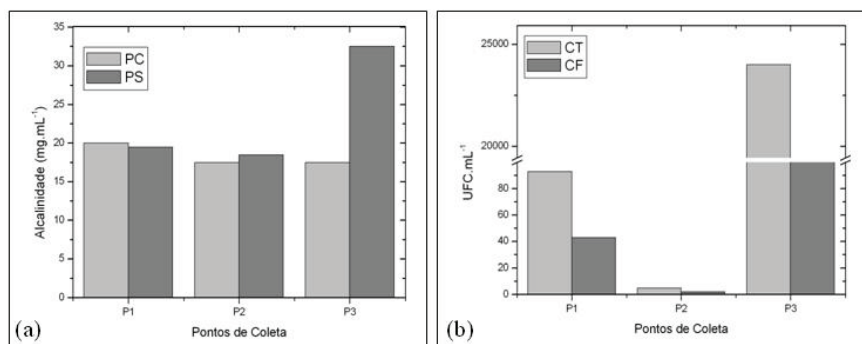 35
30
25
20
15
10
5
0
Alcalinidade (mg.mL⁻¹)
PC
PS
P1 P2 P3
Pontos de Coleta
(a)
25000
20000
80
60
40
20
0
UFC.mL⁻¹
CT
CF
P1 P2 P3
Pontos de Coleta
(b)